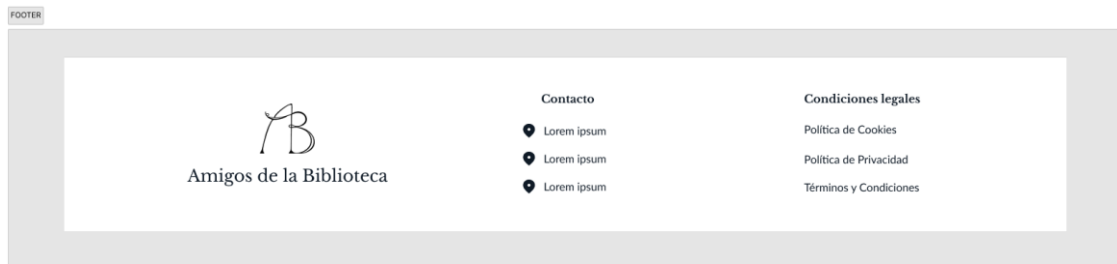 FOOTER
AB
Amigos de la Biblioteca
Contacto
Lorem ipsum
Lorem ipsum
Lorem ipsum
Condiciones legales
Política de Cookies
Política de Privacidad
Términos y Condiciones